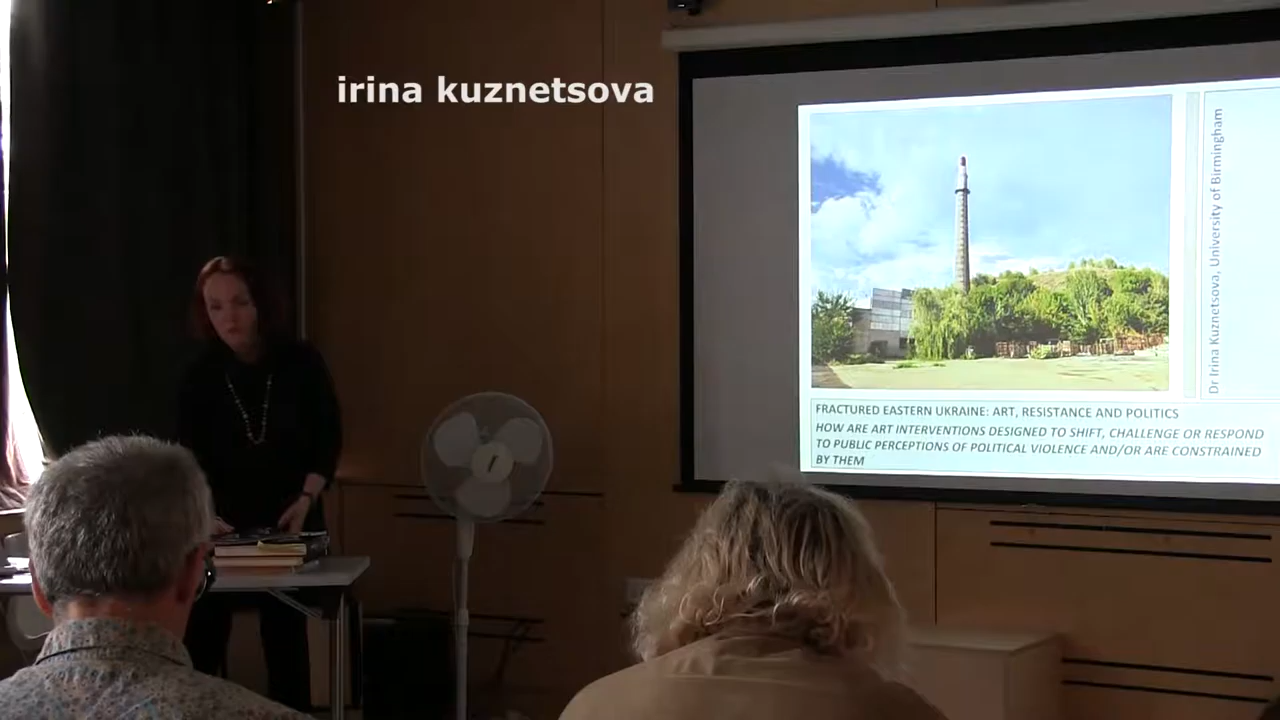 irina kuznetsova
Dr Irina Kuznetsova, University of Birmingham
FRACTURED EASTERN UKRAINE: ART, RESISTANCE AND POLITICS
HOW ARE ART INTERVENTIONS DESIGNED TO SHIFT, CHALLENGE OR RESPOND
TO PUBLIC PERCEPTIONS OF POLITICAL VIOLENCE AND/OR ARE CONSTRAINED
BY THEM